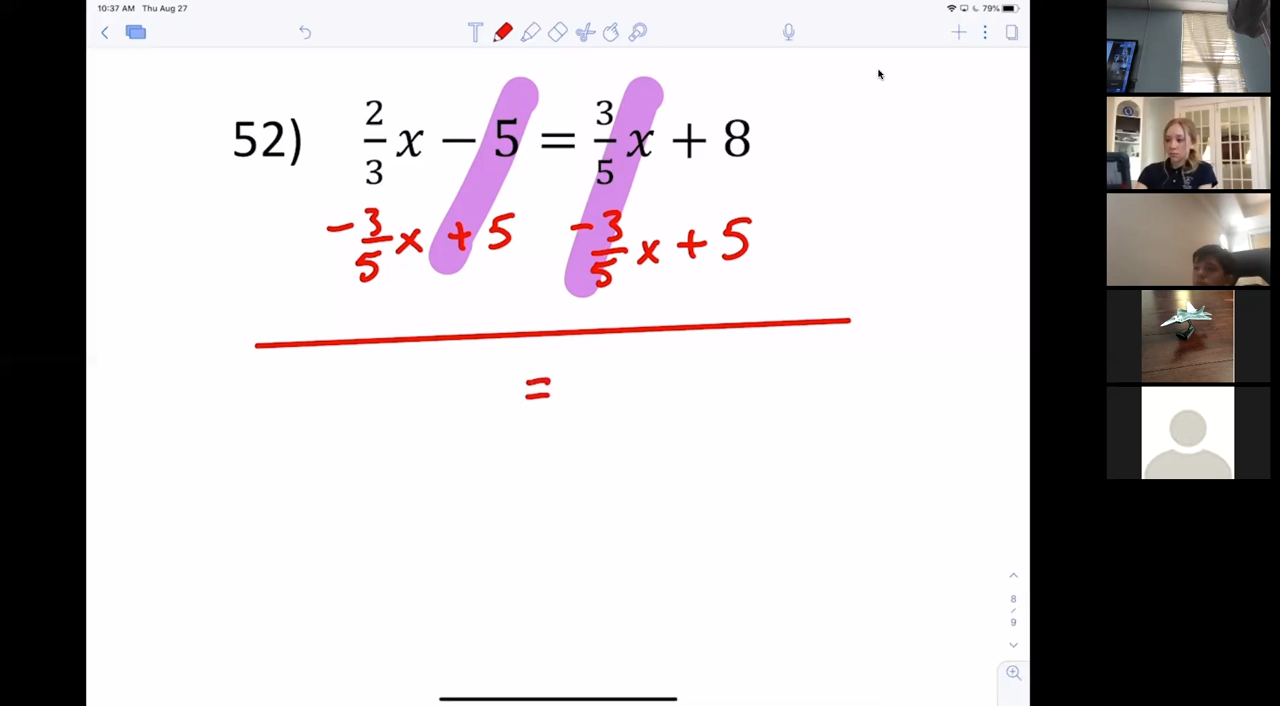 10:37 AM Thu Aug 27
79%
T
52) 2/3 x − 5 = 3/5 x + 8
-3/5 x + 5 -3/5 x + 5
=
8
/
9